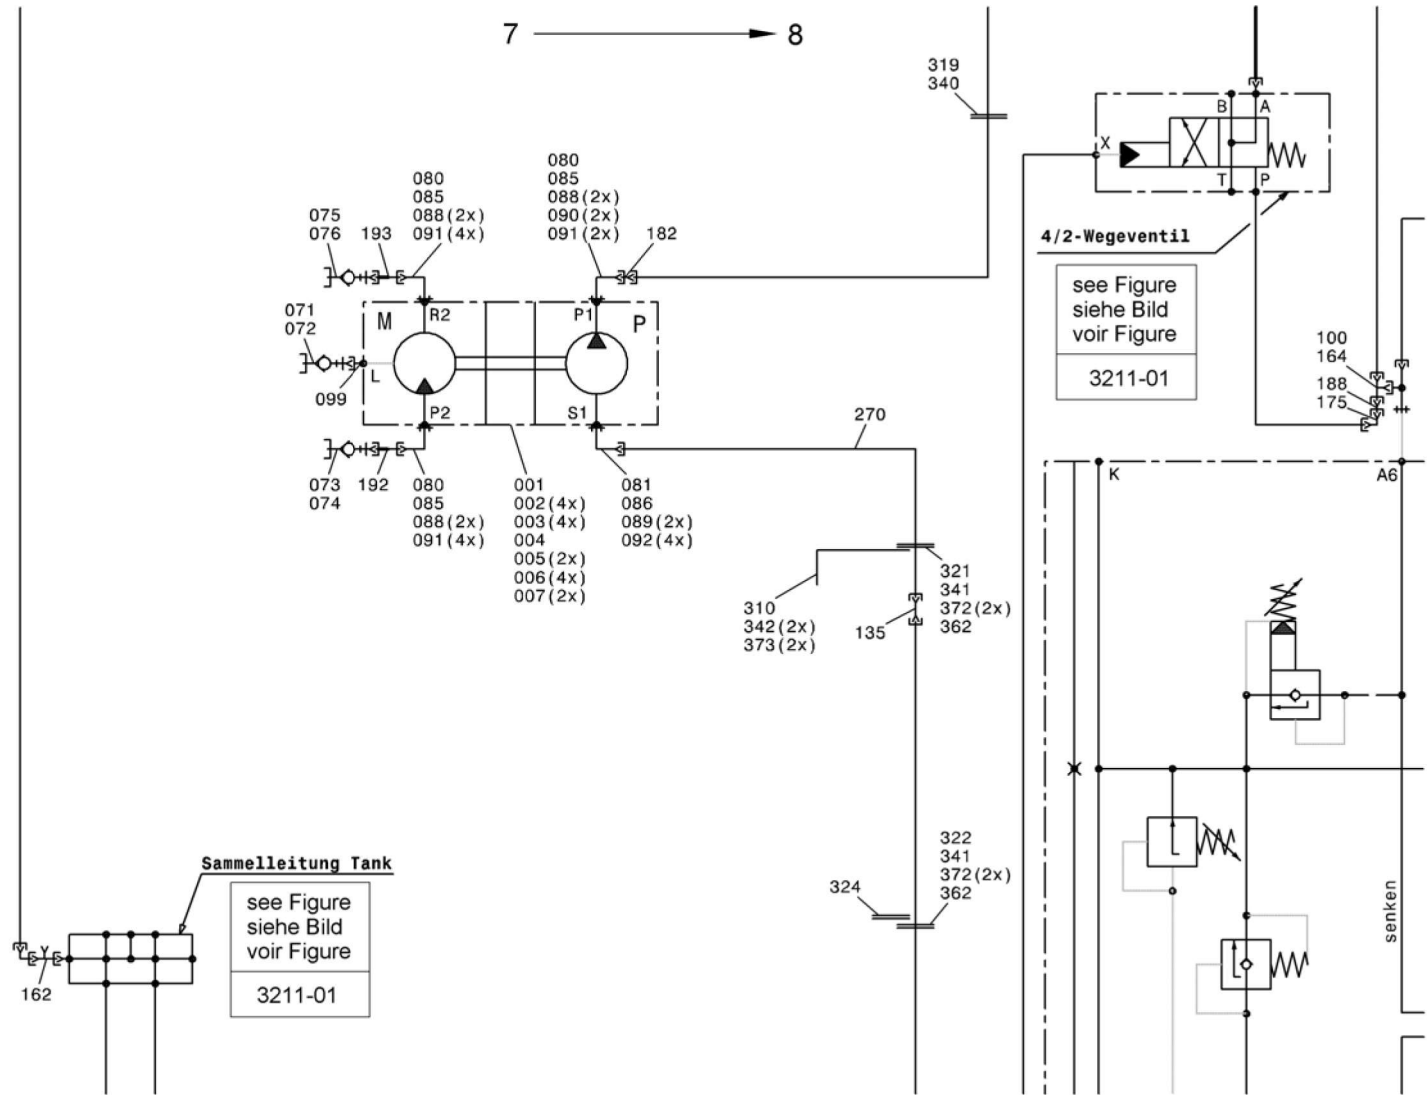 7
8
319
340
B
A
X
T
P
4/2-Wegeventil
see Figure
siehe Bild
voir Figure
3211-01
080
085
088(2x)
090(2x)
091(2x)
182
080
085
088(2x)
091(4x)
075
076
193
071
072
099
M
R2
P1
P
L
P2
S1
073
074
192
080
085
088(2x)
091(4x)
001
002(4x)
003(4x)
004
005(2x)
006(4x)
007(2x)
081
086
089(2x)
092(4x)
270
100
164
188
175
K
A6
310
342(2x)
373(2x)
135
321
341
372(2x)
362
322
341
372(2x)
362
324
senken
Sammelleitung Tank
see Figure
siehe Bild
voir Figure
3211-01
162